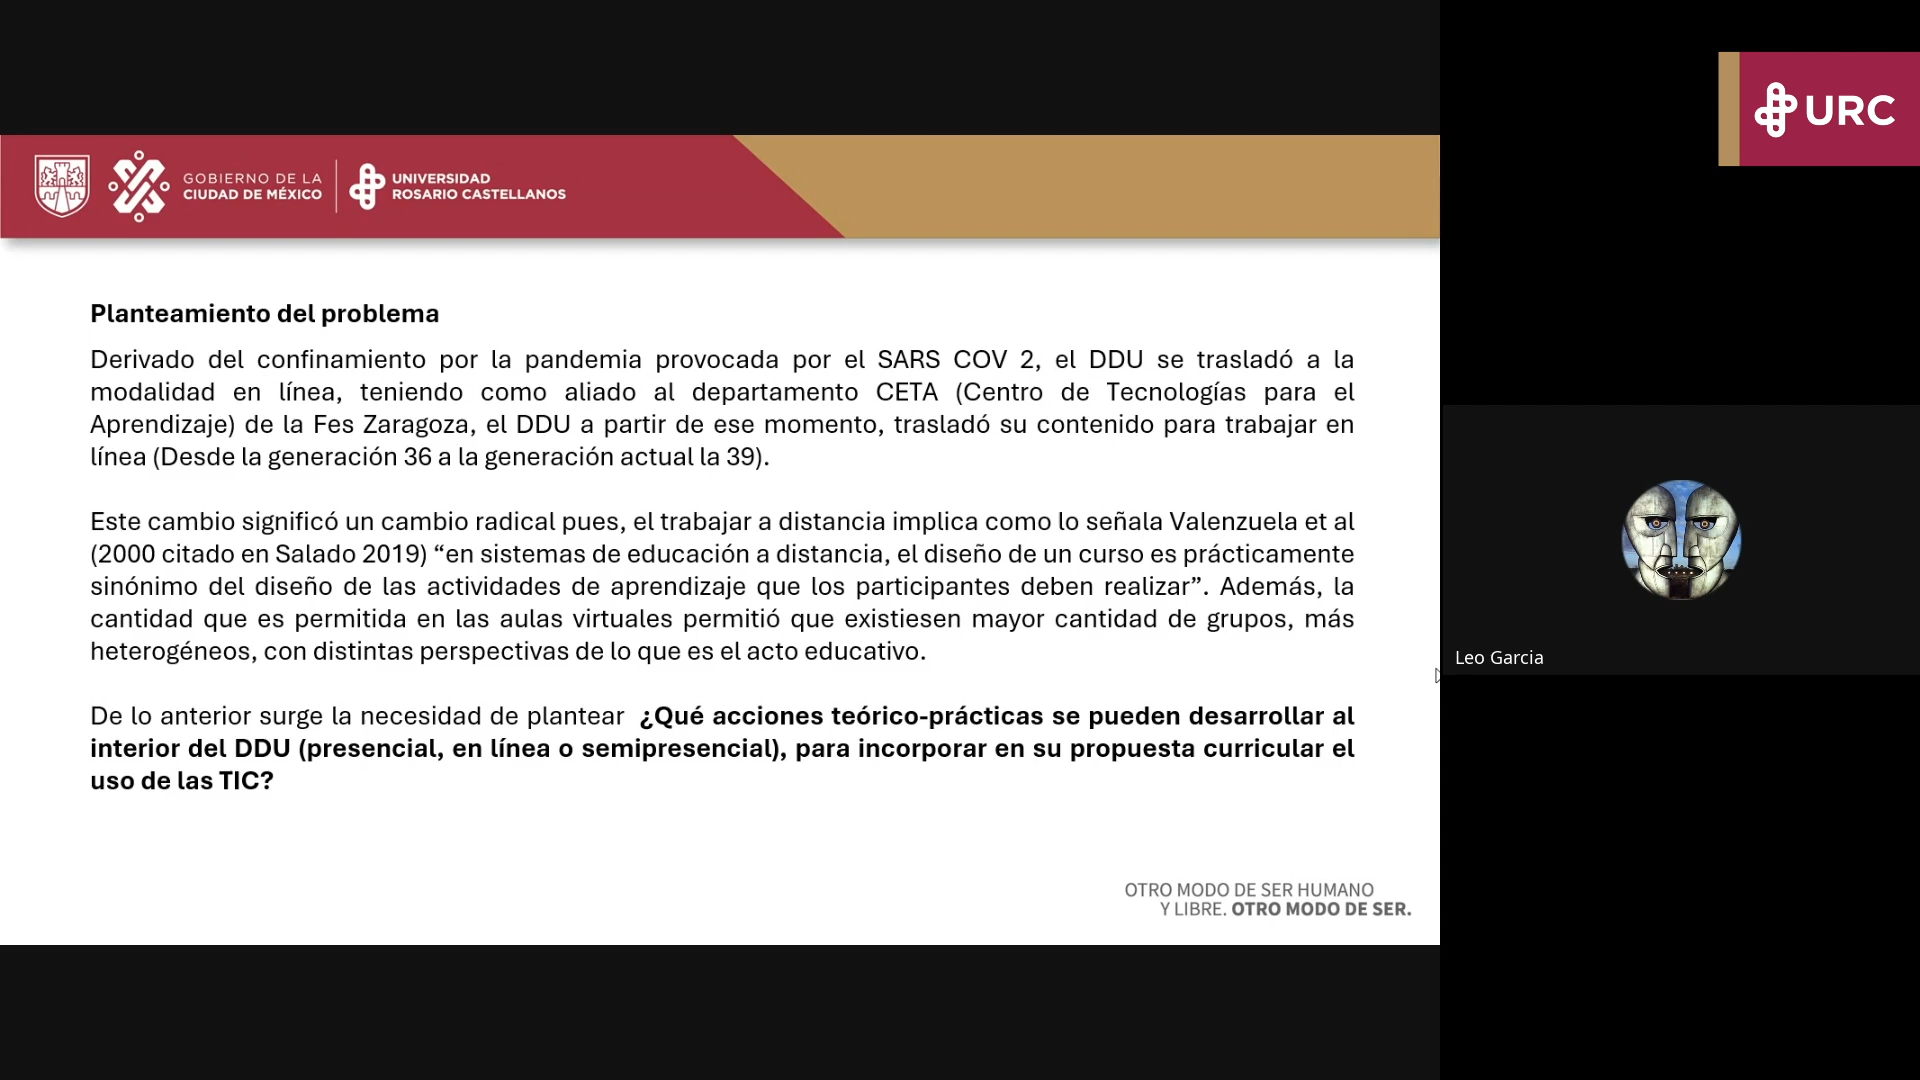 GOBIERNO DE LA
CIUDAD DE MÉXICO
UNIVERSIDAD
ROSARIO CASTELLANOS
URC
Planteamiento del problema
Derivado del confinamiento por la pandemia provocada por el SARS COV 2, el DDU se trasladó a la
modalidad en línea, teniendo como aliado al departamento CETA (Centro de Tecnologías para el
Aprendizaje) de la Fes Zaragoza, el DDU a partir de ese momento, trasladó su contenido para trabajar en
línea (Desde la generación 36 a la generación actual la 39).
Este cambio significó un cambio radical pues, el trabajar a distancia implica como lo señala Valenzuela et al
(2000 citado en Salado 2019) “en sistemas de educación a distancia, el diseño de un curso es prácticamente
sinónimo del diseño de las actividades de aprendizaje que los participantes deben realizar”. Además, la
cantidad que es permitida en las aulas virtuales permitió que existiesen mayor cantidad de grupos, más
heterogéneos, con distintas perspectivas de lo que es el acto educativo.
De lo anterior surge la necesidad de plantear ¿Qué acciones teórico-prácticas se pueden desarrollar al
interior del DDU (presencial, en línea o semipresencial), para incorporar en su propuesta curricular el
uso de las TIC?
OTRO MODO DE SER HUMANO
Y LIBRE. OTRO MODO DE SER.
Leo Garcia